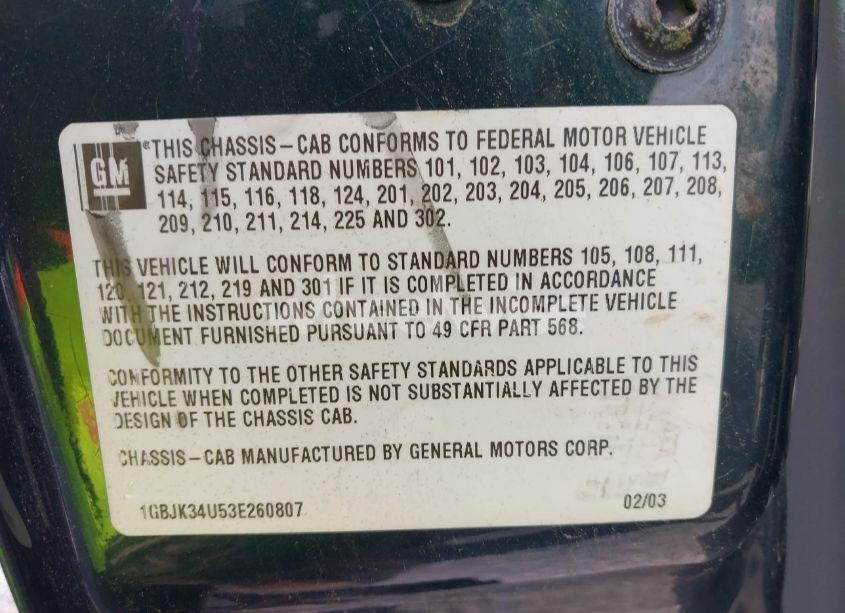 GM
®THIS CHASSIS-CAB CONFORMS TO FEDERAL MOTOR VEHICLE
SAFETY STANDARD NUMBERS 101, 102, 103, 104, 106, 107, 113,
114, 115, 116, 118, 124, 201, 202, 203, 204, 205, 206, 207, 208,
209, 210, 211, 214, 225 AND 302.
THIS VEHICLE WILL CONFORM TO STANDARD NUMBERS 105, 108, 111,
120, 121, 212, 219 AND 301 IF IT IS COMPLETED IN ACCORDANCE
WITH THE INSTRUCTIONS CONTAINED IN THE INCOMPLETE VEHICLE
DOCUMENT FURNISHED PURSUANT TO 49 CFR PART 568.
CONFORMITY TO THE OTHER SAFETY STANDARDS APPLICABLE TO THIS
VEHICLE WHEN COMPLETED IS NOT SUBSTANTIALLY AFFECTED BY THE
DESIGN OF THE CHASSIS CAB.
CHASSIS-CAB MANUFACTURED BY GENERAL MOTORS CORP.
1GBJK34U53E260807
02/03